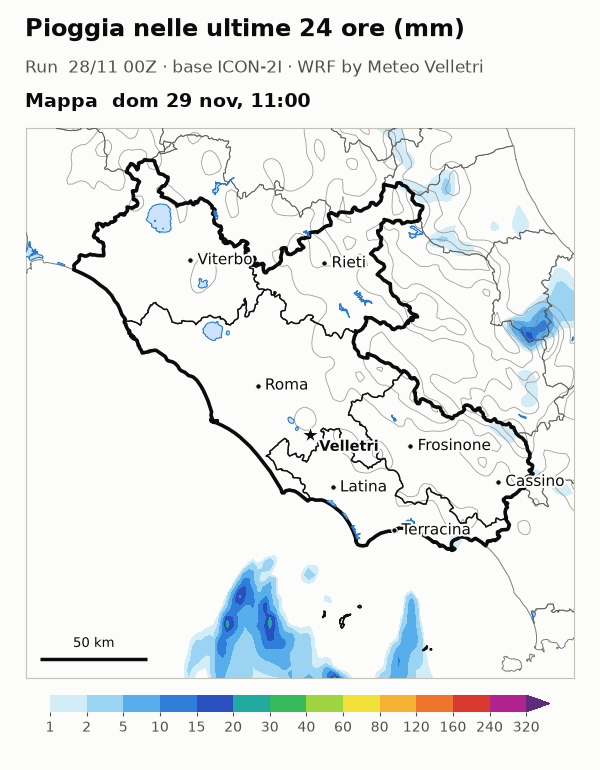 Pioggia nelle ultime 24 ore (mm)
Run  28/11 00Z · base ICON-2I · WRF by Meteo Velletri
Mappa  dom 29 nov, 11:00
Viterbo
Rieti
Roma
Velletri
Frosinone
Latina
Cassino
Terracina
50 km
1 2 5 10 15 20 30 40 60 80 120 160 240 320